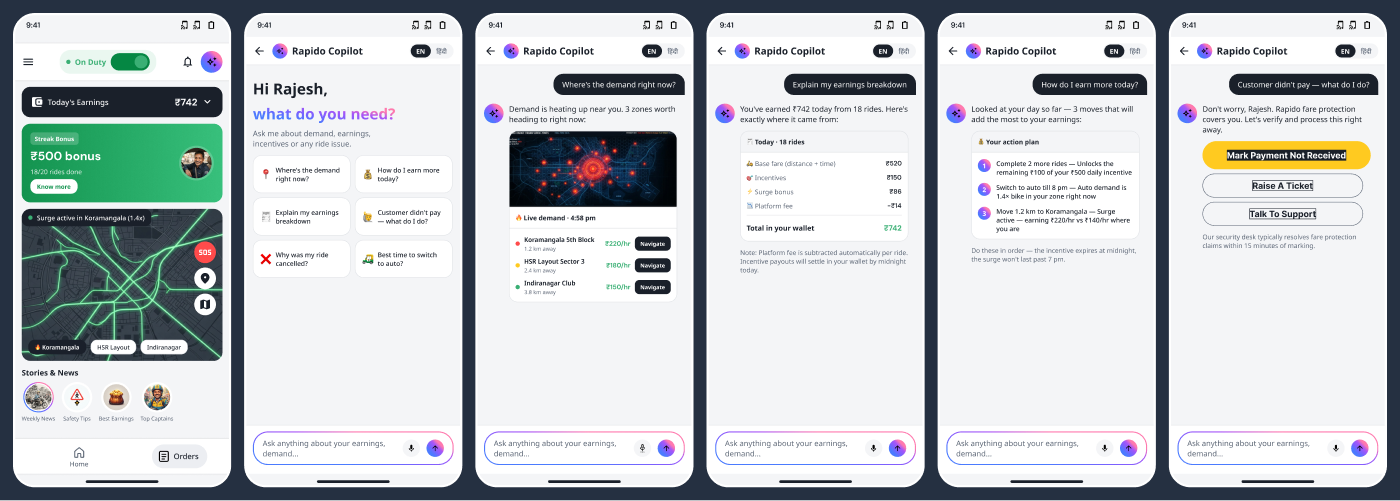 9:41
On Duty
Today's Earnings
₹742
Streak Bonus
₹500 bonus
18/20 rides done
Know more
Surge active in Koramangala (1.4x)
SOS
🔥 Koramangala
HSR Layout
Indiranagar
Stories & News
Weekly News
Safety Tips
Best Earnings
Top Captains
Home
Orders
9:41
Rapido Copilot
EN
हिंदी
Hi Rajesh,
what do you need?
Ask me about demand, earnings,
incentives or any ride issue.
Where's the demand
right now?
How do I earn more
today?
Explain my earnings
breakdown
Customer didn't pay
— what do I do?
Why was my ride
cancelled?
Best time to switch
to auto?
Ask anything about your earnings,
demand...
9:41
Rapido Copilot
EN
हिंदी
Where's the demand right now?
Demand is heating up near you. 3 zones worth
heading to right now:
🔥 Live demand · 4:58 pm
Koramangala 5th Block
1.2 km away
₹220/hr
Navigate
HSR Layout Sector 3
2.4 km away
₹180/hr
Navigate
Indiranagar Club
3.8 km away
₹150/hr
Navigate
Ask anything about your earnings,
demand...
9:41
Rapido Copilot
EN
हिंदी
Explain my earnings breakdown
You've earned ₹742 today from 18 rides. Here's
exactly where it came from:
Today · 18 rides
Base fare (distance + time)
₹520
Incentives
₹150
Surge bonus
₹86
Platform fee
−₹14
Total in your wallet
₹742
Note: Platform fee is subtracted automatically per ride.
Incentive payouts will settle in your wallet by midnight
today.
Ask anything about your earnings,
demand...
9:41
Rapido Copilot
EN
हिंदी
How do I earn more today?
Looked at your day so far — 3 moves that will
add the most to your earnings:
Your action plan
1
Complete 2 more rides — Unlocks the
remaining ₹100 of your ₹500 daily incentive
2
Switch to auto till 8 pm — Auto demand is
1.4× bike in your zone right now
3
Move 1.2 km to Koramangala — Surge
active — earning ₹220/hr vs ₹140/hr where
you are
Do these in order — the incentive expires at midnight,
the surge won't last past 7 pm.
Ask anything about your earnings,
demand...
9:41
Rapido Copilot
EN
हिंदी
Customer didn't pay — what do I do?
Don't worry, Rajesh. Rapido fare protection
covers you. Let's verify and process this right
away.
Mark Payment Not Received
Raise A Ticket
Talk To Support
Our security desk typically resolves fare protection
claims within 15 minutes of marking.
Ask anything about your earnings,
demand...